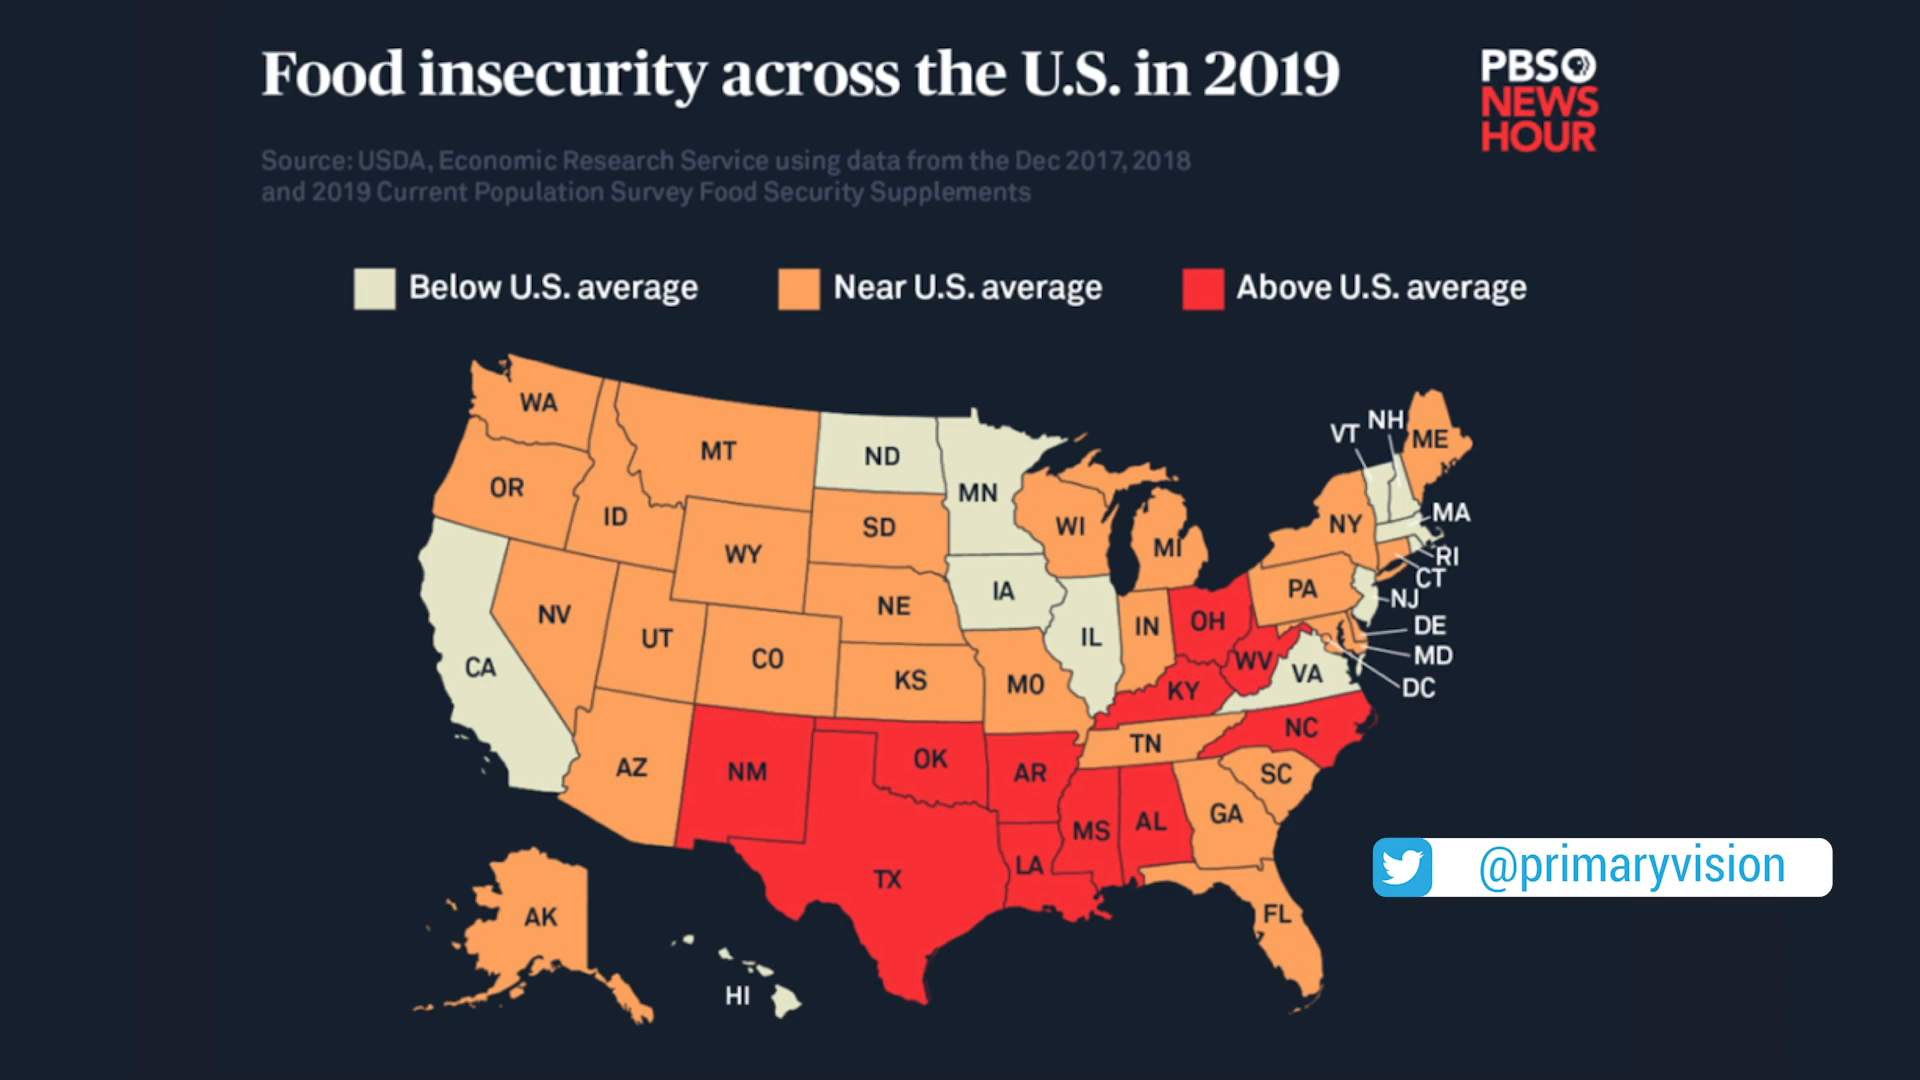 Food insecurity across the U.S. in 2019
PBS
NEWS
HOUR
Source: USDA, Economic Research Service using data from the Dec 2017, 2018
and 2019 Current Population Survey Food Security Supplements
Below U.S. average
Near U.S. average
Above U.S. average
WA
MT
ND
MN
VT
NH
ME
OR
ID
WY
SD
WI
MI
NY
MA
RI
CT
NJ
DE
MD
DC
PA
NV
UT
CO
NE
IA
IL
IN
OH
WV
VA
CA
KS
MO
KY
NC
TN
SC
AZ
NM
OK
AR
MS
AL
GA
LA
TX
FL
AK
HI
@primaryvision